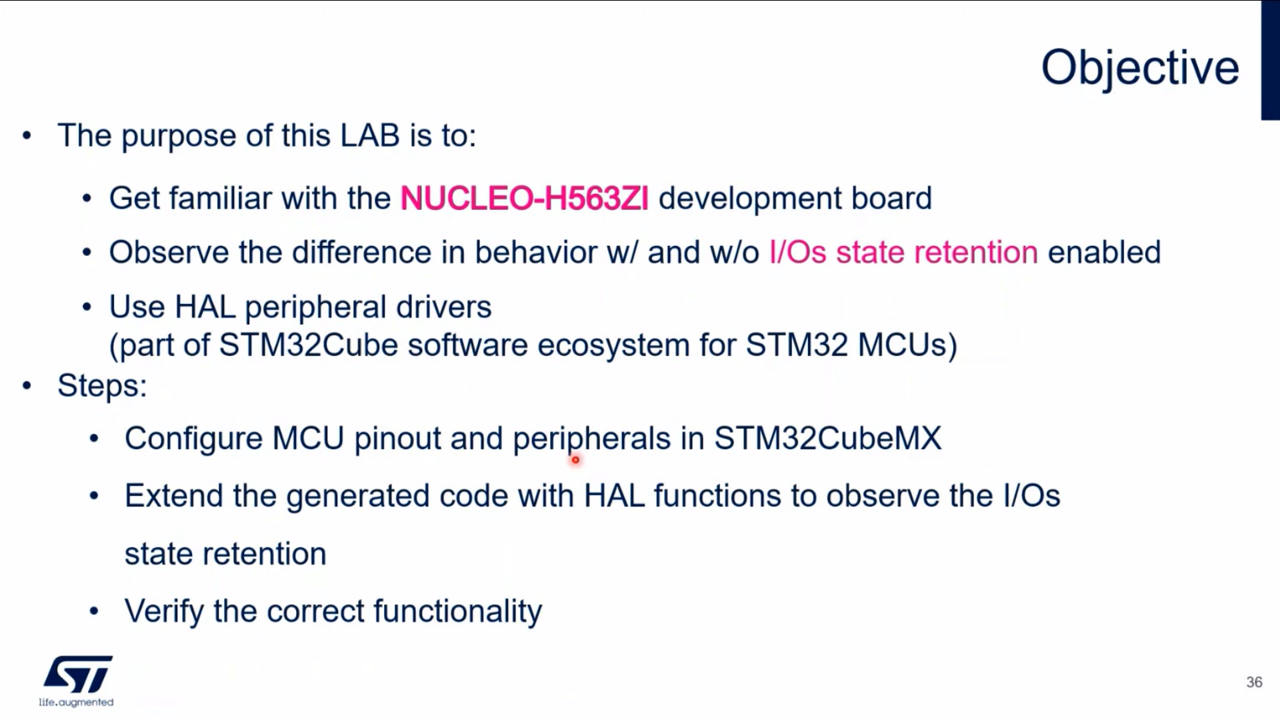 Objective
• The purpose of this LAB is to:
• Get familiar with the NUCLEO-H563ZI development board
• Observe the difference in behavior w/ and w/o I/Os state retention enabled
• Use HAL peripheral drivers
(part of STM32Cube software ecosystem for STM32 MCUs)
• Steps:
• Configure MCU pinout and peripherals in STM32CubeMX
• Extend the generated code with HAL functions to observe the I/Os
state retention
• Verify the correct functionality
ST
life.augmented
36